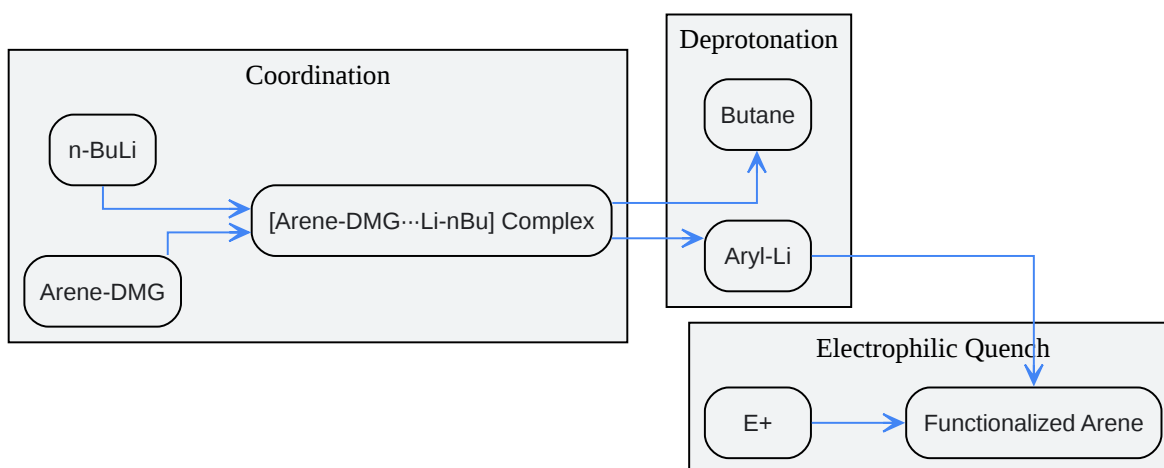 Coordination
n-BuLi
Arene-DMG
[Arene-DMG···Li-nBu] Complex
Deprotonation
Butane
Aryl-Li
Electrophilic Quench
E+
Functionalized Arene